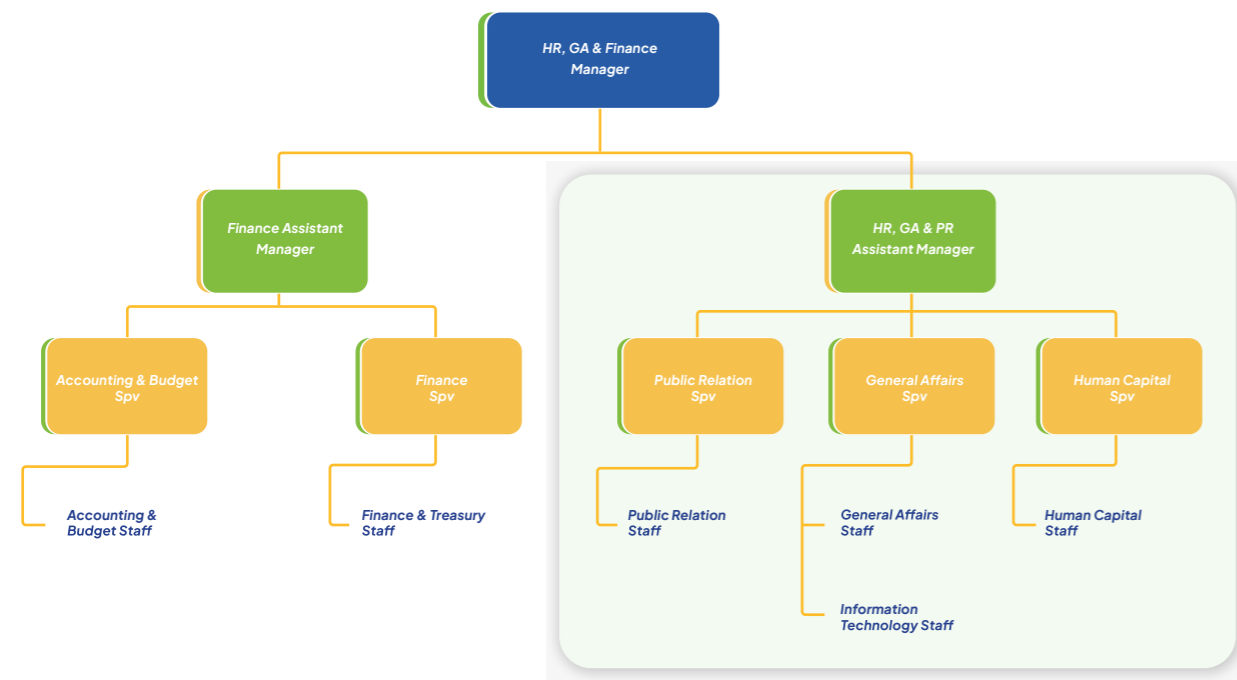 HR, GA & Finance
Manager
Finance Assistant
Manager
HR, GA & PR
Assistant Manager
Accounting & Budget
Spv
Finance
Spv
Public Relation
Spv
General Affairs
Spv
Human Capital
Spv
Accounting &
Budget Staff
Finance & Treasury
Staff
Public Relation
Staff
General Affairs
Staff
Human Capital
Staff
Information
Technology Staff